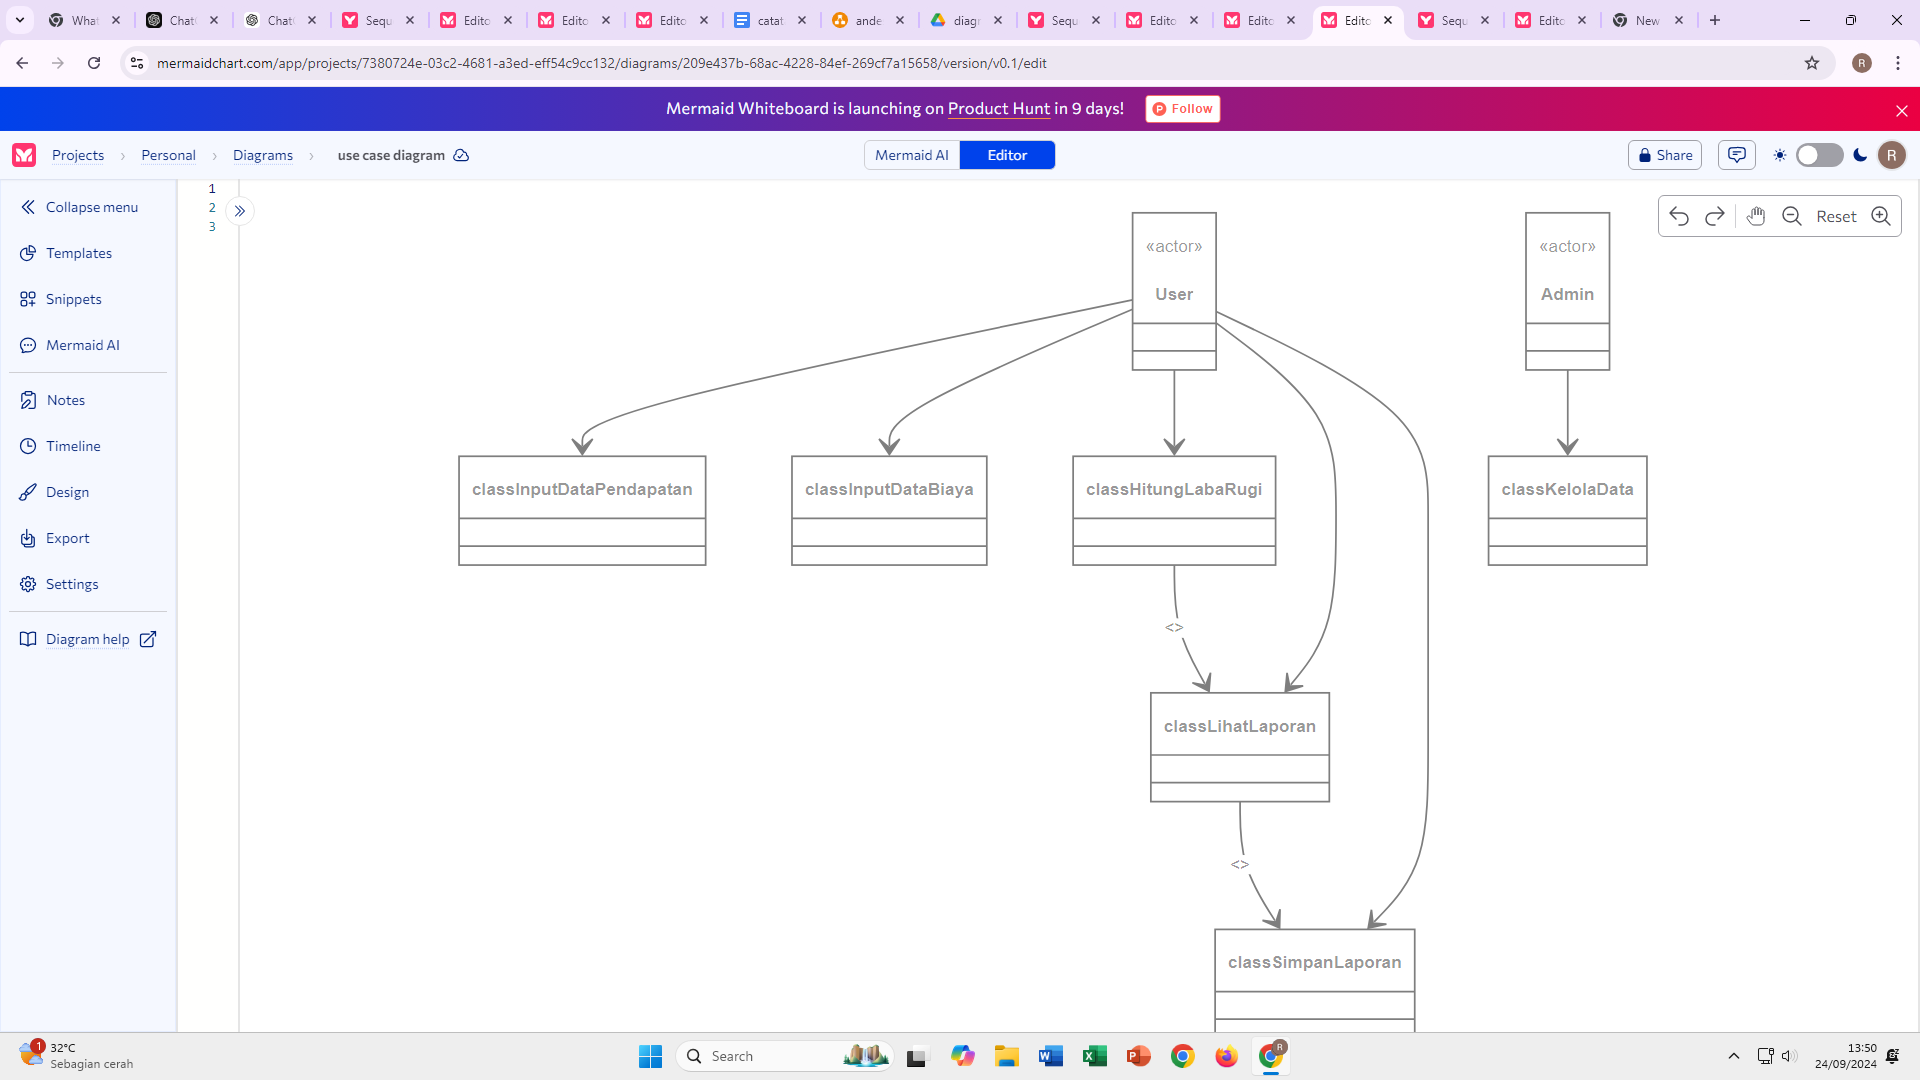 What
Chat
Chat
Sequ
Edito
Edito
Edito
catat
ande
diagr
Sequ
Edito
Edito
Edito
Sequ
Edito
New
mermaidchart.com/app/projects/7380724e-03c2-4681-a3ed-eff54c9cc132/diagrams/209e437b-68ac-4228-84ef-269cf7a15658/version/v0.1/edit
R
Mermaid Whiteboard is launching on Product Hunt in 9 days!
P Follow
Projects
Personal
Diagrams
use case diagram
Mermaid AI
Editor
Share
R
Collapse menu
Templates
Snippets
Mermaid AI
Notes
Timeline
Design
Export
Settings
Diagram help
1
2
3
Reset
«actor»
User
«actor»
Admin
classInputDataPendapatan
classInputDataBiaya
classHitungLabaRugi
classKelolaData
<>
classLihatLaporan
<>
classSimpanLaporan
1
32°C
Sebagian cerah
Search
R
13:50
24/09/2024